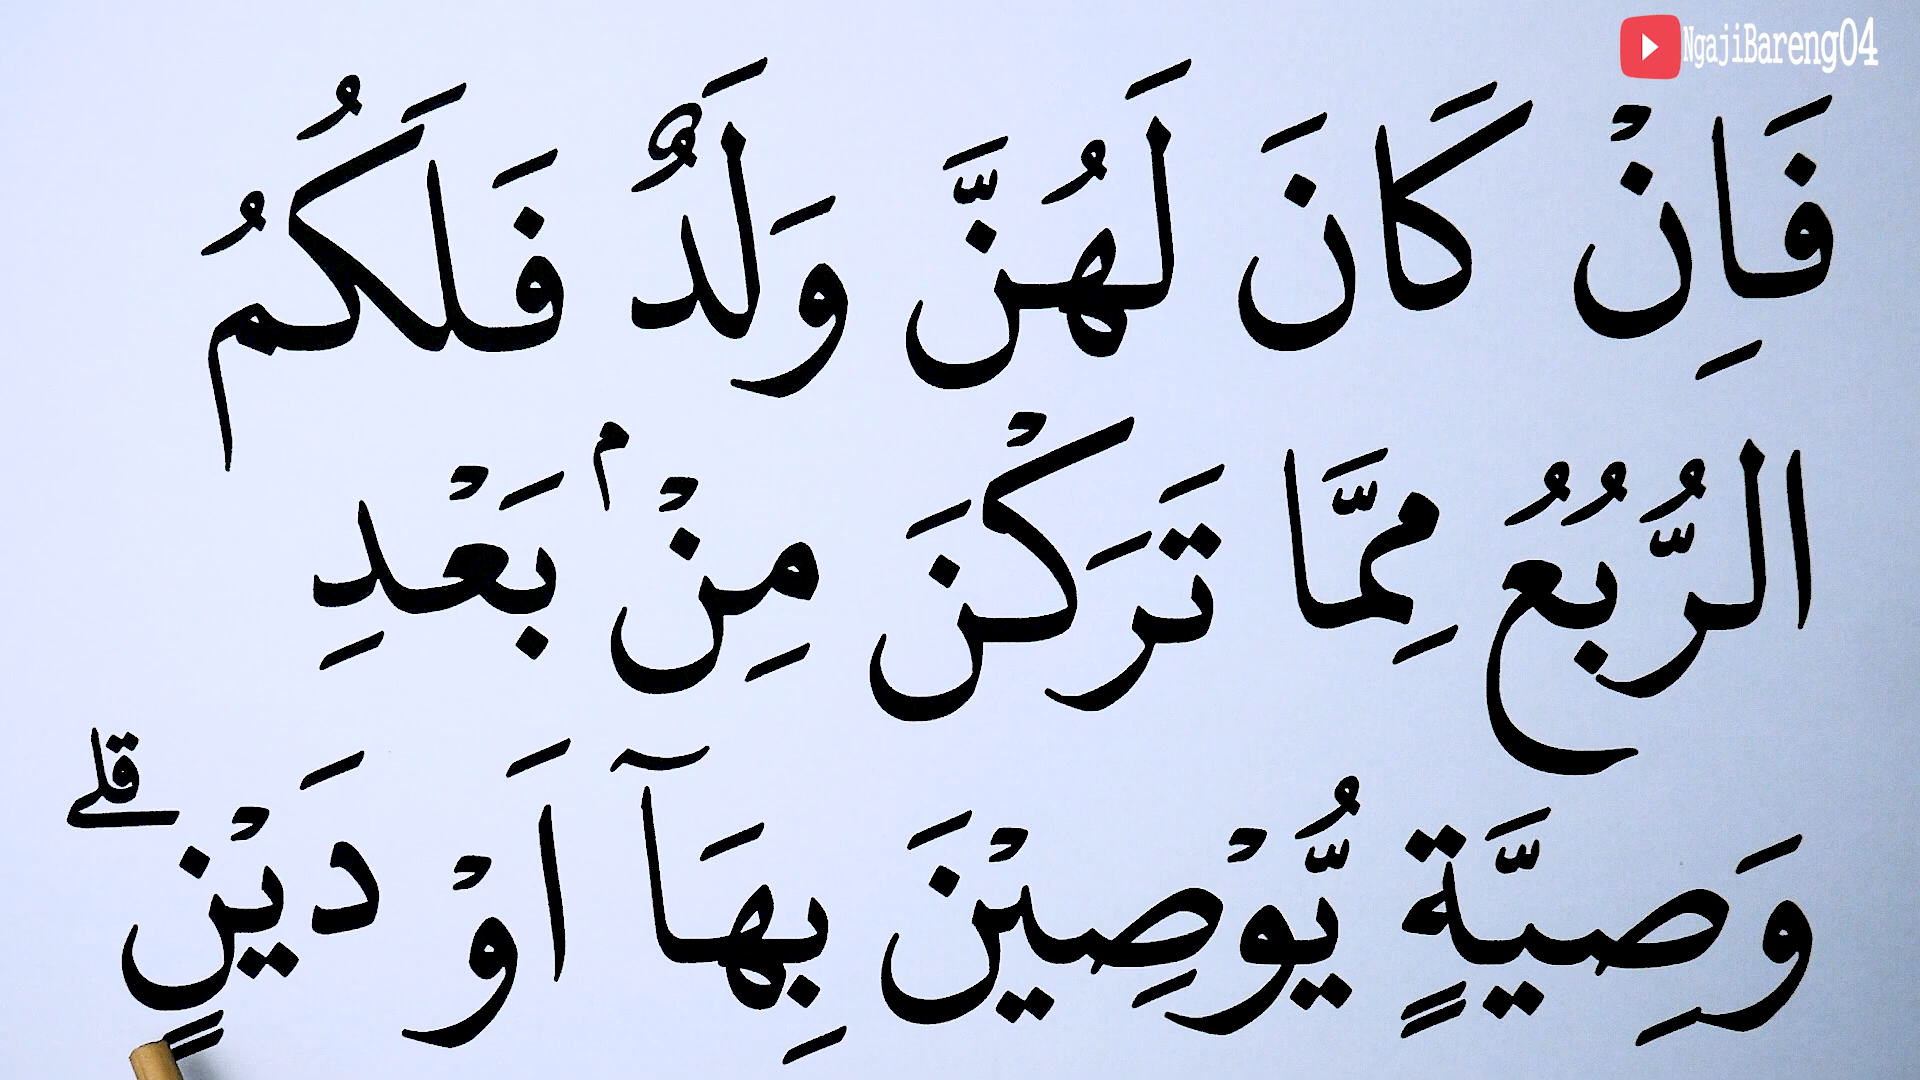 NgajiBareng04
فَاِنْ كَانَ لَهُنَّ وَلَدٌ فَلَكُمُ
الرُّبُعُ مِمَّا تَرَكْنَ مِنْۢ بَعْدِ
وَصِيَّةٍ يُّوْصِيْنَ بِهَآ اَوْ دَيْنٍۗ